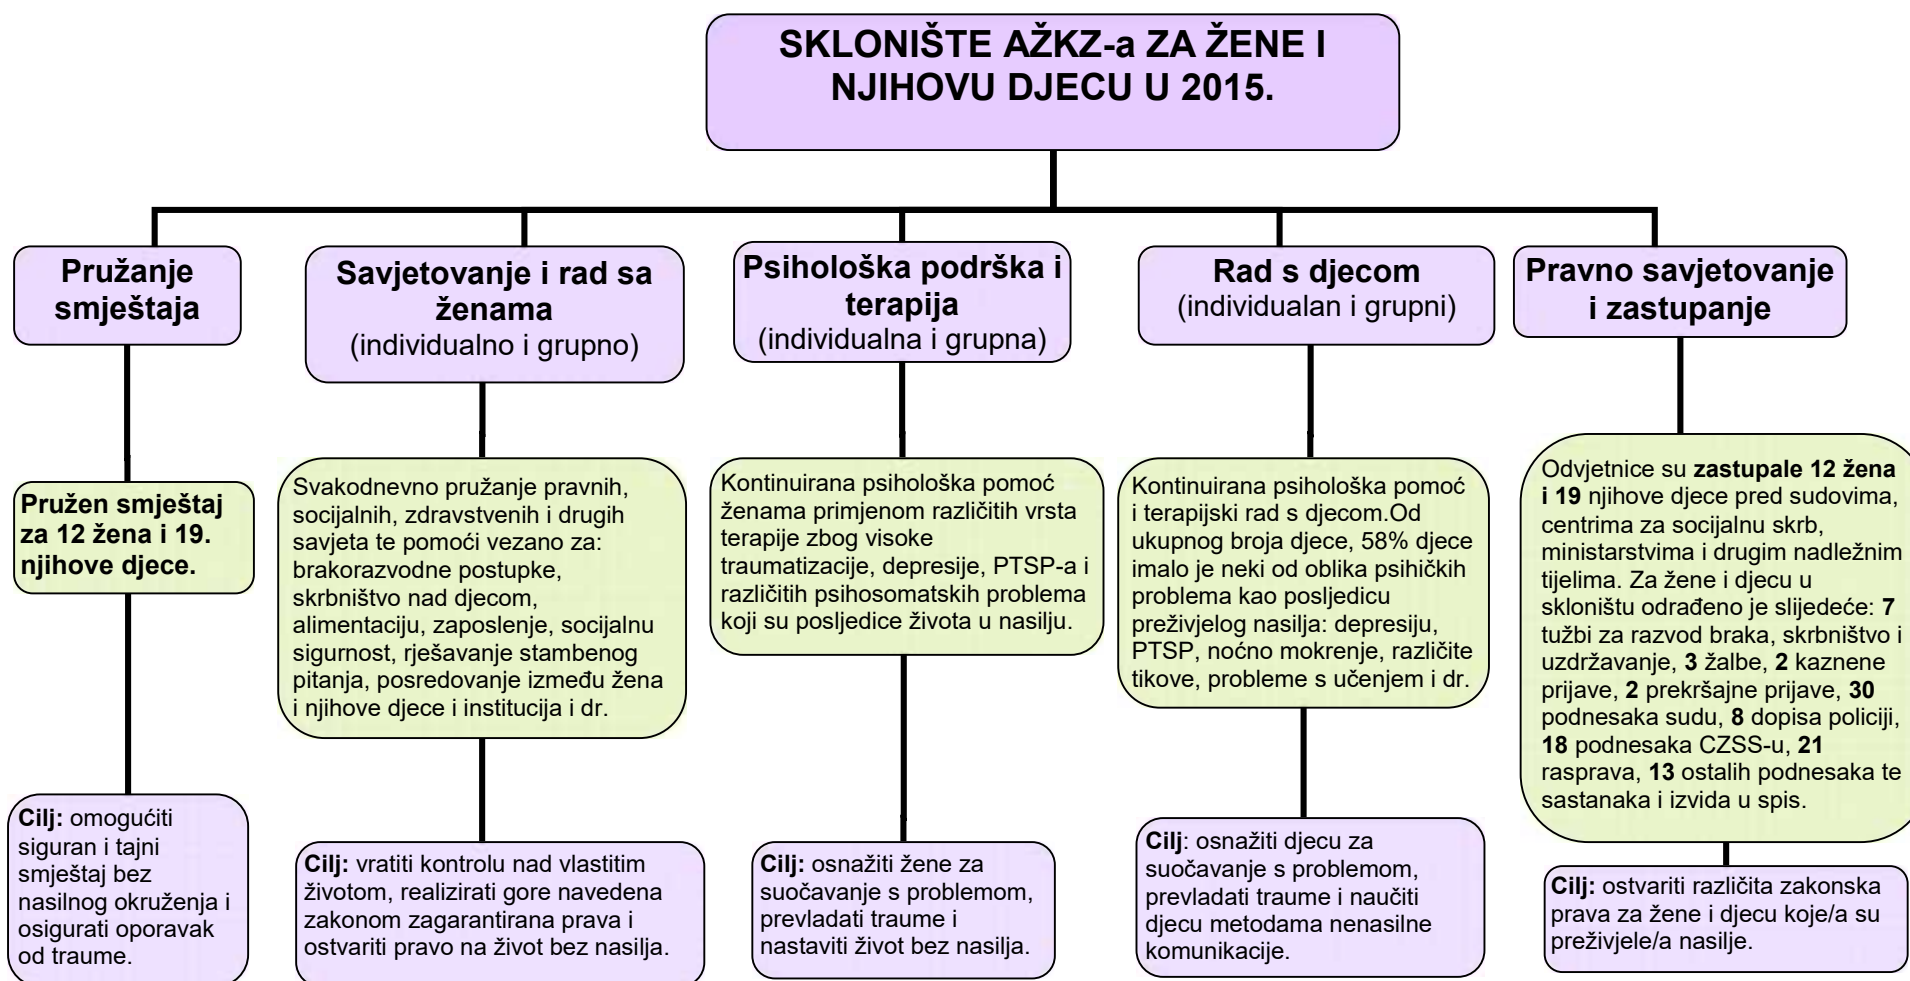 SKLONIŠTE AŽKZ-a ZA ŽENE I
NJIHOVU DJECU U 2015.
Pružanje
smještaja
Savjetovanje i rad sa
ženama
(individualno i grupno)
Psihološka podrška i
terapija
(individualna i grupna)
Rad s djecom
(individualan i grupni)
Pravno savjetovanje
i zastupanje
Pružen smještaj
za 12 žena i 19.
njihove djece.
Svakodnevno pružanje pravnih,
socijalnih, zdravstvenih i drugih
savjeta te pomoći vezano za:
brakorazvodne postupke,
skrbništvo nad djecom,
alimentaciju, zaposlenje, socijalnu
sigurnost, rješavanje stambenog
pitanja, posredovanje između žena
i njihove djece i institucija i dr.
Kontinuirana psihološka pomoć
ženama primjenom različitih vrsta
terapije zbog visoke
traumatizacije, depresije, PTSP-a i
različitih psihosomatskih problema
koji su posljedice života u nasilju.
Kontinuirana psihološka pomoć
i terapijski rad s djecom.Od
ukupnog broja djece, 58% djece
imalo je neki od oblika psihičkih
problema kao posljedicu
preživjelog nasilja: depresiju,
PTSP, noćno mokrenje, različite
tikove, probleme s učenjem i dr.
Odvjetnice su zastupale 12 žena
i 19 njihove djece pred sudovima,
centrima za socijalnu skrb,
ministarstvima i drugim nadležnim
tijelima. Za žene i djecu u
skloništu odrađeno je slijedeće: 7
tužbi za razvod braka, skrbništvo i
uzdržavanje, 3 žalbe, 2 kaznene
prijave, 2 prekršajne prijave, 30
podnesaka sudu, 8 dopisa policiji,
18 podnesaka CZSS-u, 21
rasprava, 13 ostalih podnesaka te
sastanaka i izvida u spis.
Cilj: omogućiti
siguran i tajni
smještaj bez
nasilnog okruženja i
osigurati oporavak
od traume.
Cilj: vratiti kontrolu nad vlastitim
životom, realizirati gore navedena
zakonom zagarantirana prava i
ostvariti pravo na život bez nasilja.
Cilj: osnažiti žene za
suočavanje s problemom,
prevladati traume i
nastaviti život bez nasilja.
Cilj: osnažiti djecu za
suočavanje s problemom,
prevladati traume i naučiti
djecu metodama nenasilne
komunikacije.
Cilj: ostvariti različita zakonska
prava za žene i djecu koje/a su
preživjele/a nasilje.